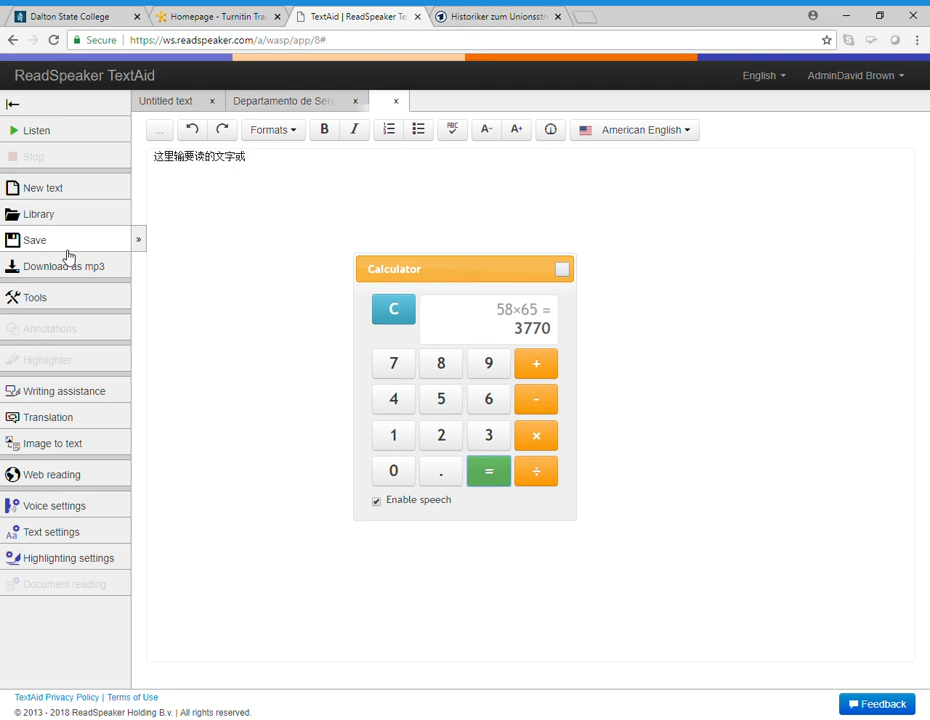 Dalton State College
Homepage - Turnitin Tra
TextAid | ReadSpeaker Te
Historiker zum Unionsstr
Secure | https://ws.readspeaker.com/a/wasp/app/8#
ReadSpeaker TextAid
English
AdminDavid Brown
Untitled text x
Departamento de Ser x
x
Listen
Stop
New text
Library
Save
Download as mp3
Tools
Annotations
Highlighter
Writing assistance
Translation
Image to text
Web reading
Voice settings
Text settings
Highlighting settings
Document reading
»
... Formats B I ABC A- A+ American English
这里输要读的文字或
Calculator
C
58×65 =
3770
7 8 9 +
4 5 6 -
1 2 3 ×
0 . = ÷
Enable speech
TextAid Privacy Policy | Terms of Use
© 2013 - 2018 ReadSpeaker Holding B.v. | All rights reserved.
Feedback